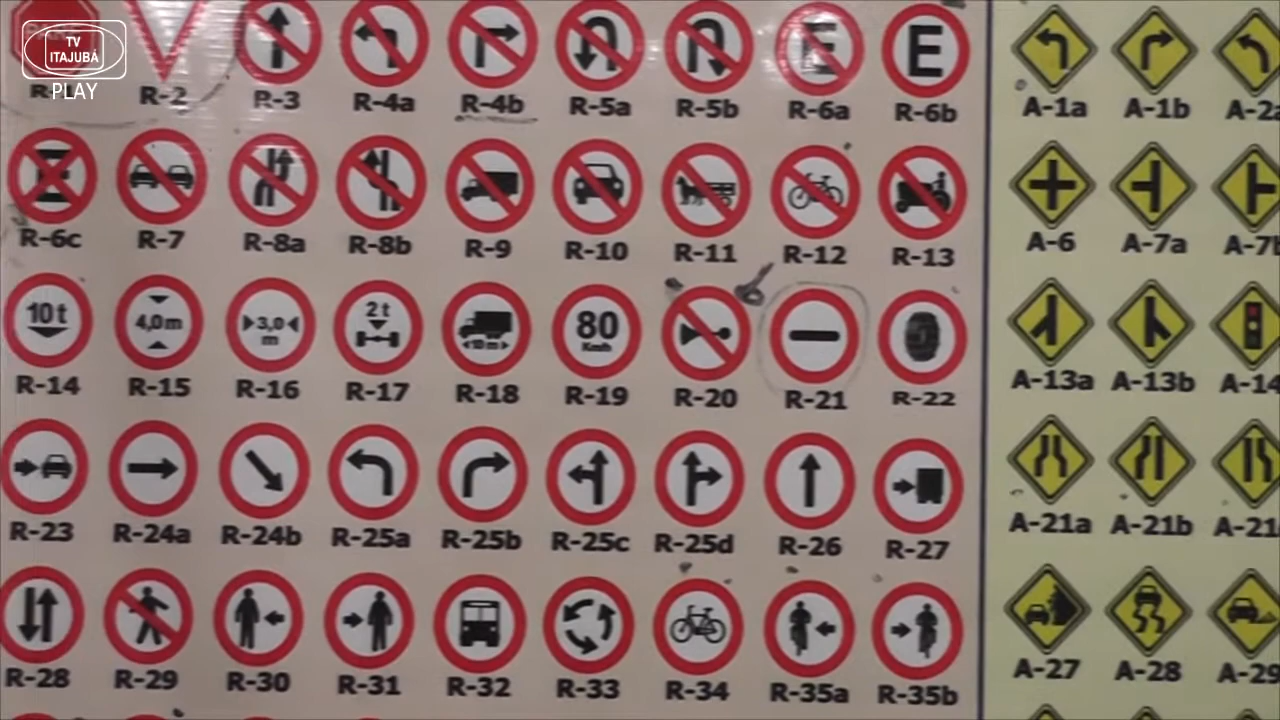 TV
ITAJUBÁ
PLAY
R-2 R-3 R-4a R-4b R-5a R-5b R-6a R-6b A-1a A-1b
E E
R-6c R-7 R-8a R-8b R-9 R-10 R-11 R-12 R-13 A-6 A-7a
10 t 4,0 m 3,0 m 2 t 10 m 80 Km/h
R-14 R-15 R-16 R-17 R-18 R-19 R-20 R-21 R-22 A-13a A-13b A-14
R-23 R-24a R-24b R-25a R-25b R-25c R-25d R-26 R-27 A-21a A-21b A-21
R-28 R-29 R-30 R-31 R-32 R-33 R-34 R-35a R-35b A-27 A-28 A-29